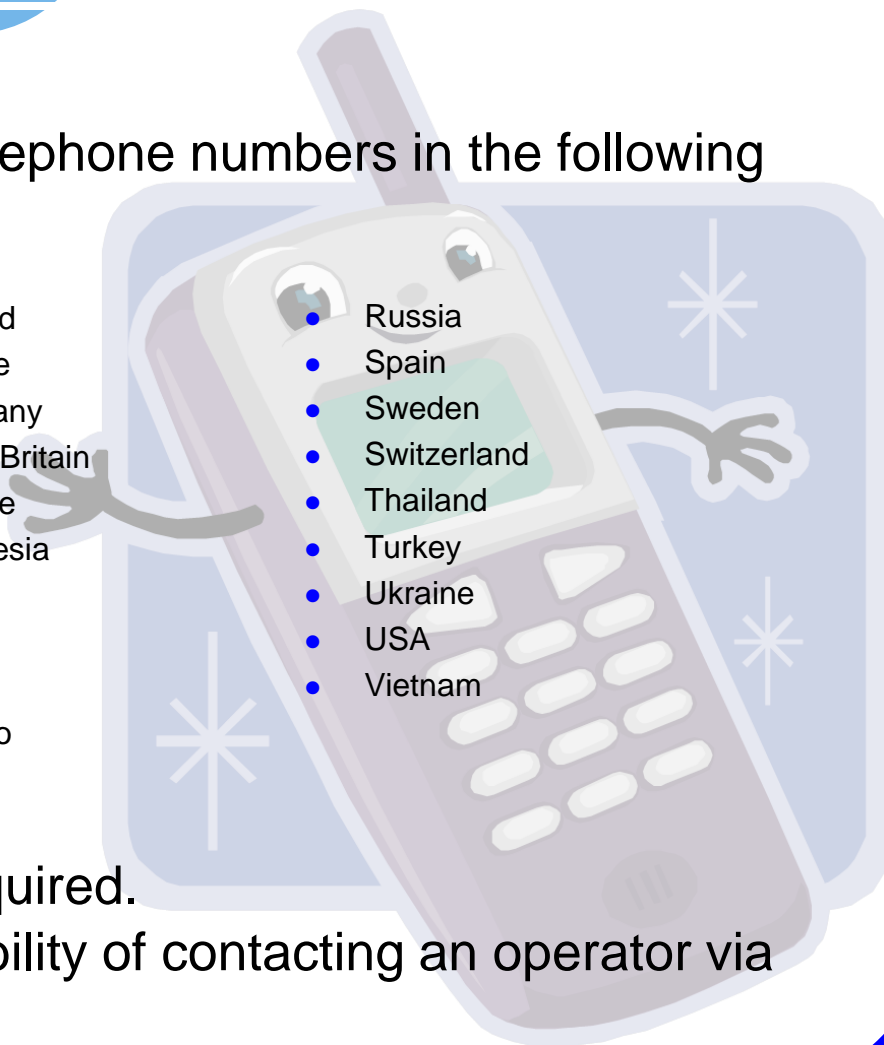 ephone numbers in the following
d
e
any
Britain
e
esia
o
● Russia
● Spain
● Sweden
● Switzerland
● Thailand
● Turkey
● Ukraine
● USA
● Vietnam
quired.
bility of contacting an operator via